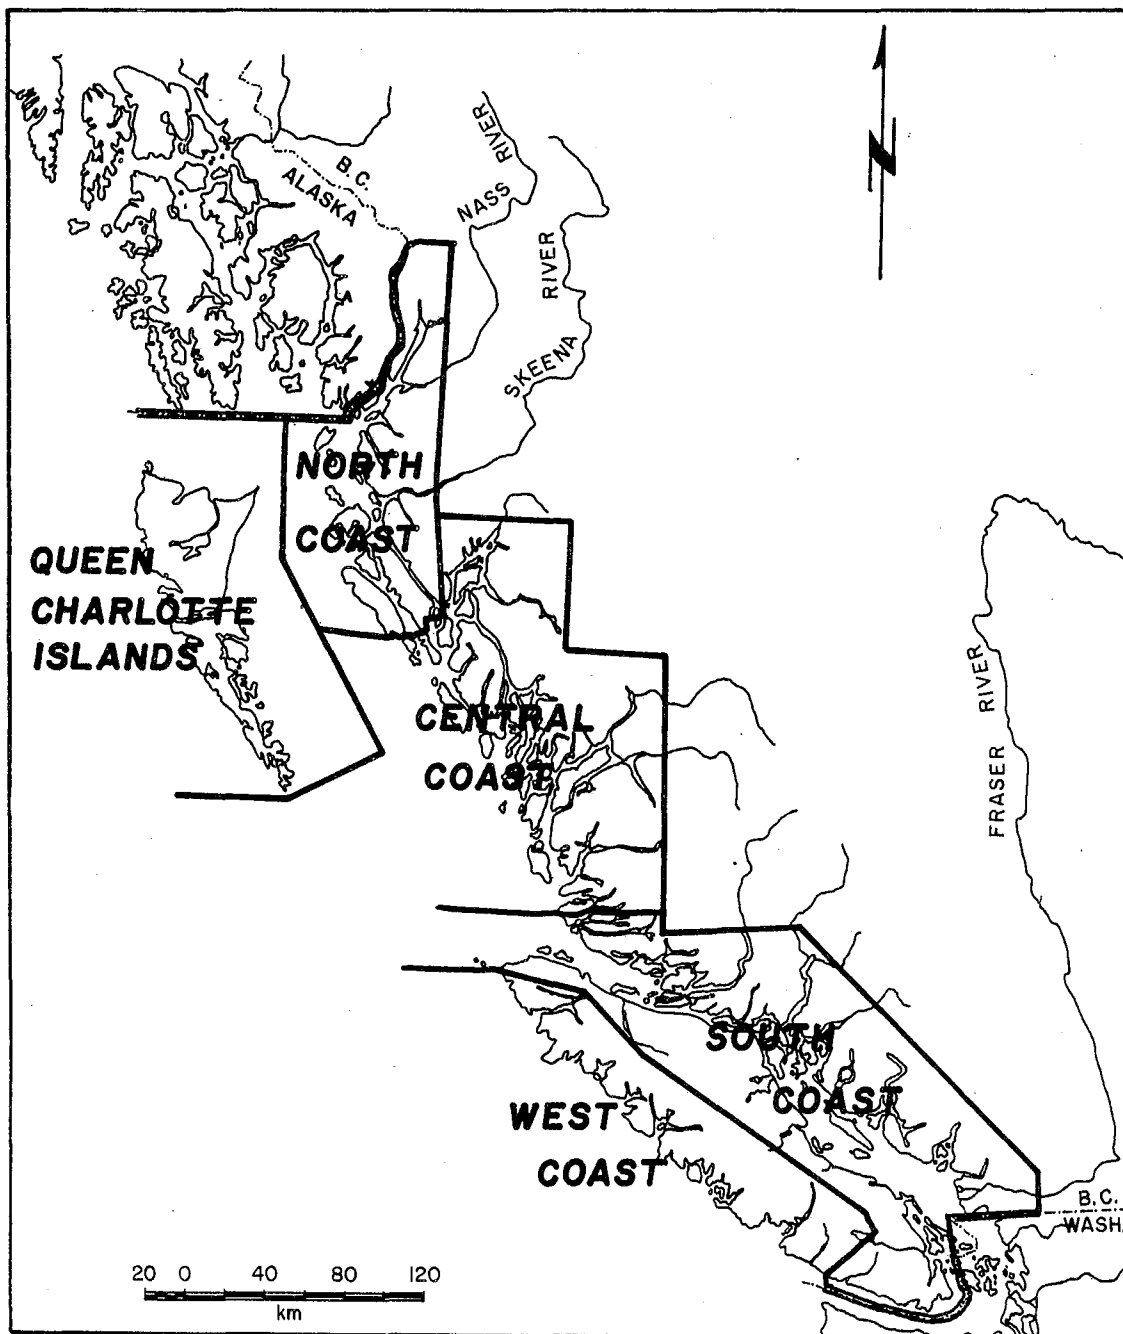 N
B.C.
ALASKA
NASS RIVER
SKEENA RIVER
NORTH
COAST
QUEEN
CHARLOTTE
ISLANDS
CENTRAL
COAST
FRASER RIVER
SOUTH
COAST
WEST
COAST
B.C.
WASH.
20 0 40 80 120
km